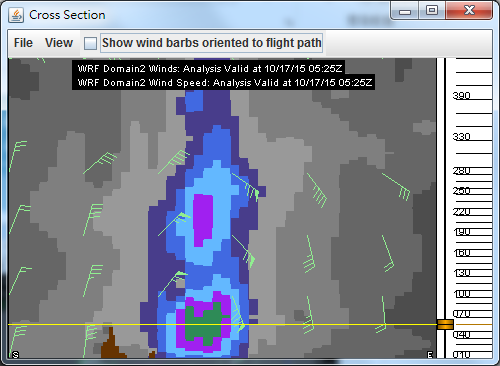 Cross Section
File View Show wind barbs oriented to flight path
WRF Domain2 Winds: Analysis Valid at 10/17/15 05:25Z
WRF Domain2 Wind Speed: Analysis Valid at 10/17/15 05:25Z
390
330
280
250
220
190
160
130
100
070
040
010
S E